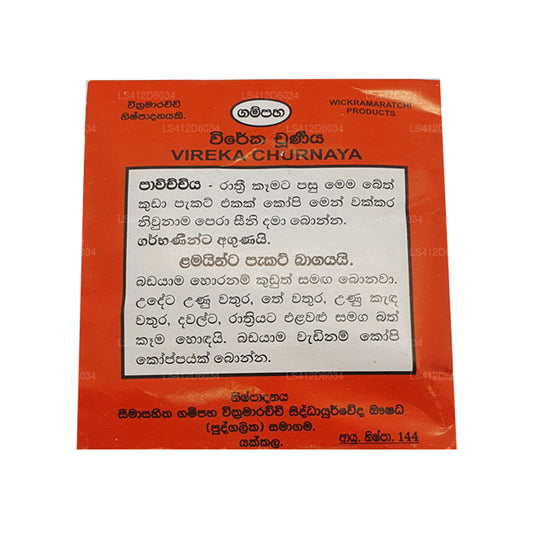 වික්‍රමාරච්චි
නිෂ්පාදනයකි.
ගම්පහ
WICKRAMARATCHI
PRODUCTS
විරේක චූර්ණය
VIREKA CHURNAYA
පාවිච්චිය - රාත්‍රී කෑමට පසු මෙම බෙත්
කුඩා පැකට් එකක් කෝපි මෙන් වක්කර
නිවුනාම පෙරා සීනි දමා බොන්න.
ගර්භණීන්ට අගුණයි.
ළමයින්ට පැකට් බාගයයි.
බඩයාම හොරනම් කුඩුත් සමඟ බොනවා.
උදේට උණු වතුර, තේ වතුර, උණු කැඳ
වතුර, දවල්ට, රාත්‍රියට එළවළු සමග බත්
කෑම හොඳයි. බඩයාම වැඩිනම් කෝපි
කෝප්පයක් බොන්න.
නිෂ්පාදනය
සීමාසහිත ගම්පහ වික්‍රමාරච්චි සිද්ධායුර්වේද ඖෂධ
(පුද්ගලික) සමාගම.
යක්කල.
ආයු. නිෂ්පා. 144
LS412D6034